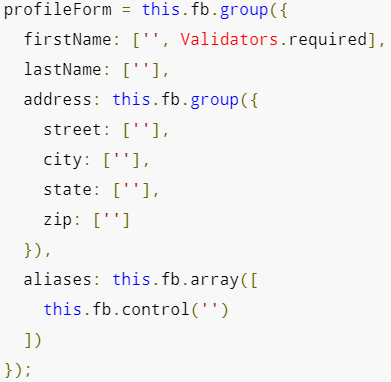 profileForm = this.fb.group({
  firstName: ['', Validators.required],
  lastName: [''],
  address: this.fb.group({
    street: [''],
    city: [''],
    state: [''],
    zip: ['']
  }),
  aliases: this.fb.array([
    this.fb.control('')
  ])
});